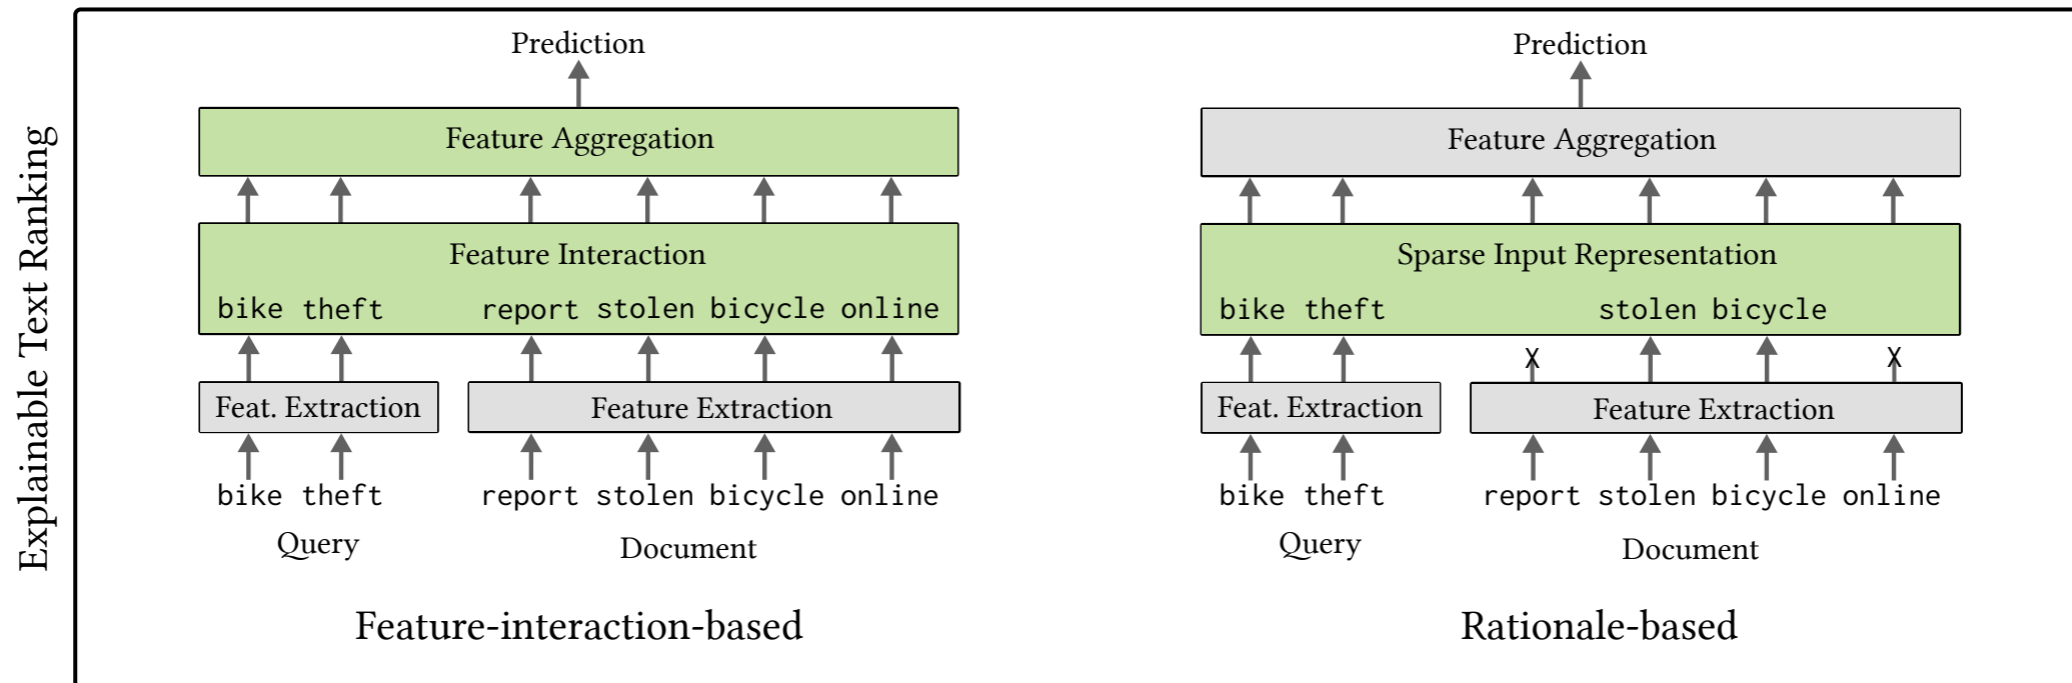 Explainable Text Ranking
Prediction
Feature Aggregation
Feature Interaction
bike theft report stolen bicycle online
Feat. Extraction
Feature Extraction
bike theft report stolen bicycle online
Query
Document
Feature-interaction-based
Prediction
Feature Aggregation
Sparse Input Representation
bike theft stolen bicycle
X X
Feat. Extraction
Feature Extraction
bike theft report stolen bicycle online
Query
Document
Rationale-based